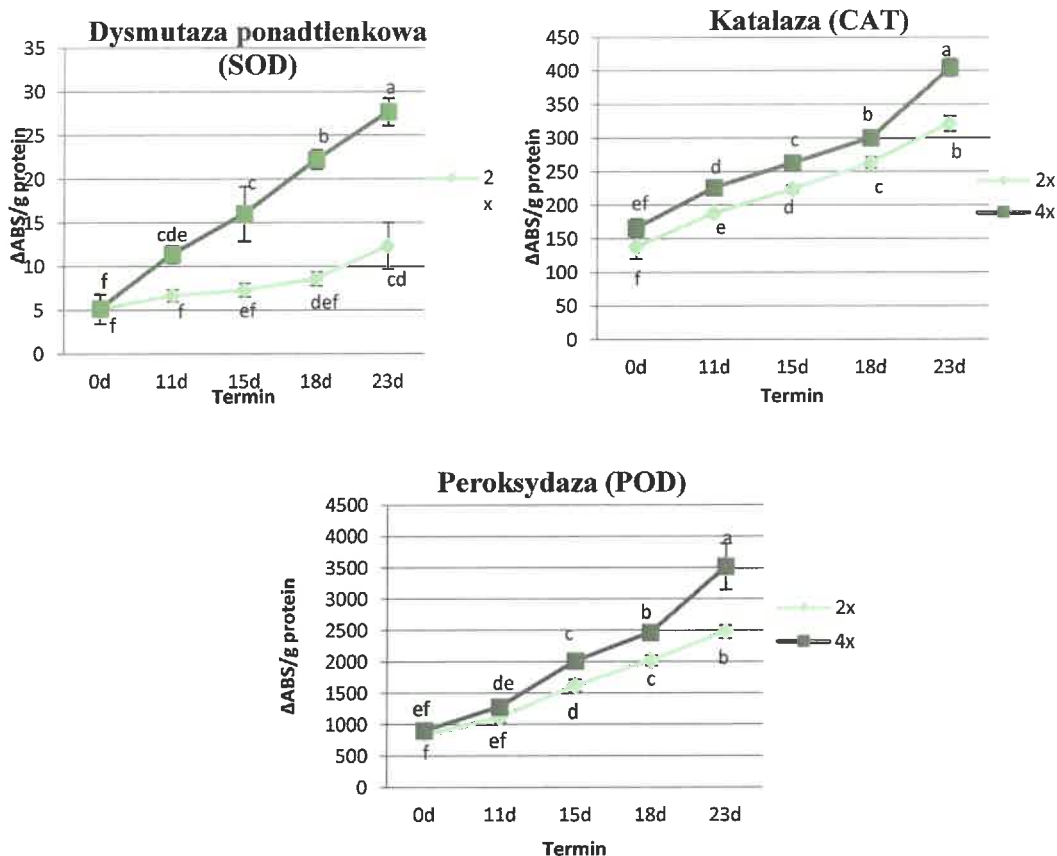 Dysmutaza ponadtlenkowa
(SOD)
ΔABS/g protein
35
30
25
20
15
10
5
0
a
b
c
cde
f
f
f
ef
def
cd
0d 11d 15d 18d 23d
Termin
2
x
Katalaza (CAT)
ΔABS/g protein
450
400
350
300
250
200
150
100
50
0
a
b
c
d
ef
f
e
d
c
b
0d 11d 15d 18d 23d
Termin
2x
4x
Peroksydaza (POD)
ΔABS/g protein
4500
4000
3500
3000
2500
2000
1500
1000
500
0
a
b
c
de
ef
f
ef
d
c
b
0d 11d 15d 18d 23d
Termin
2x
4x